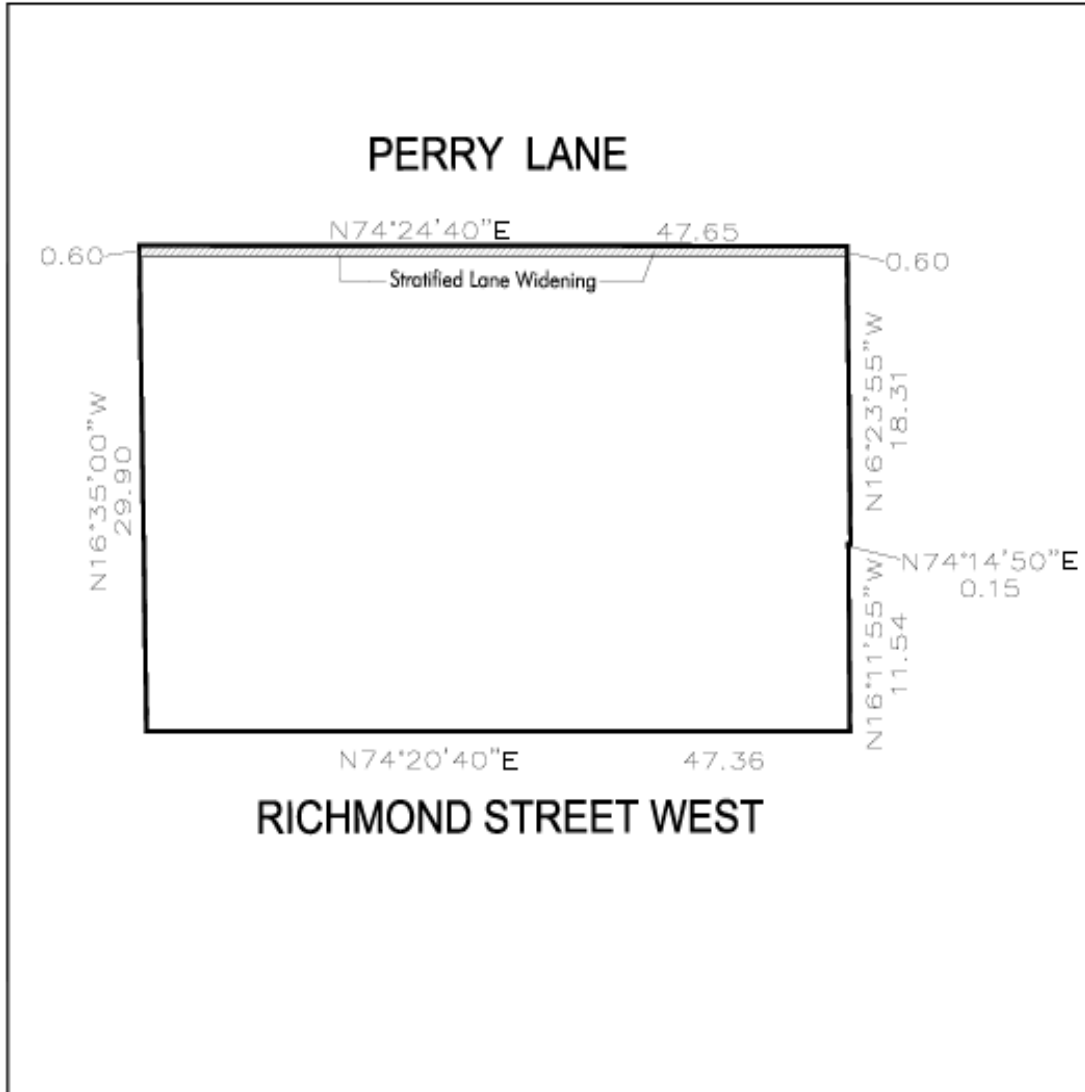 PERRY LANE
N74°24'40"E 47.65
0.60
0.60
Stratified Lane Widening
N16°23'55"W
18.31
N16°35'00"W
29.90
N74°14'50"E
0.15
N16°11'55"W
11.54
N74°20'40"E 47.36
RICHMOND STREET WEST